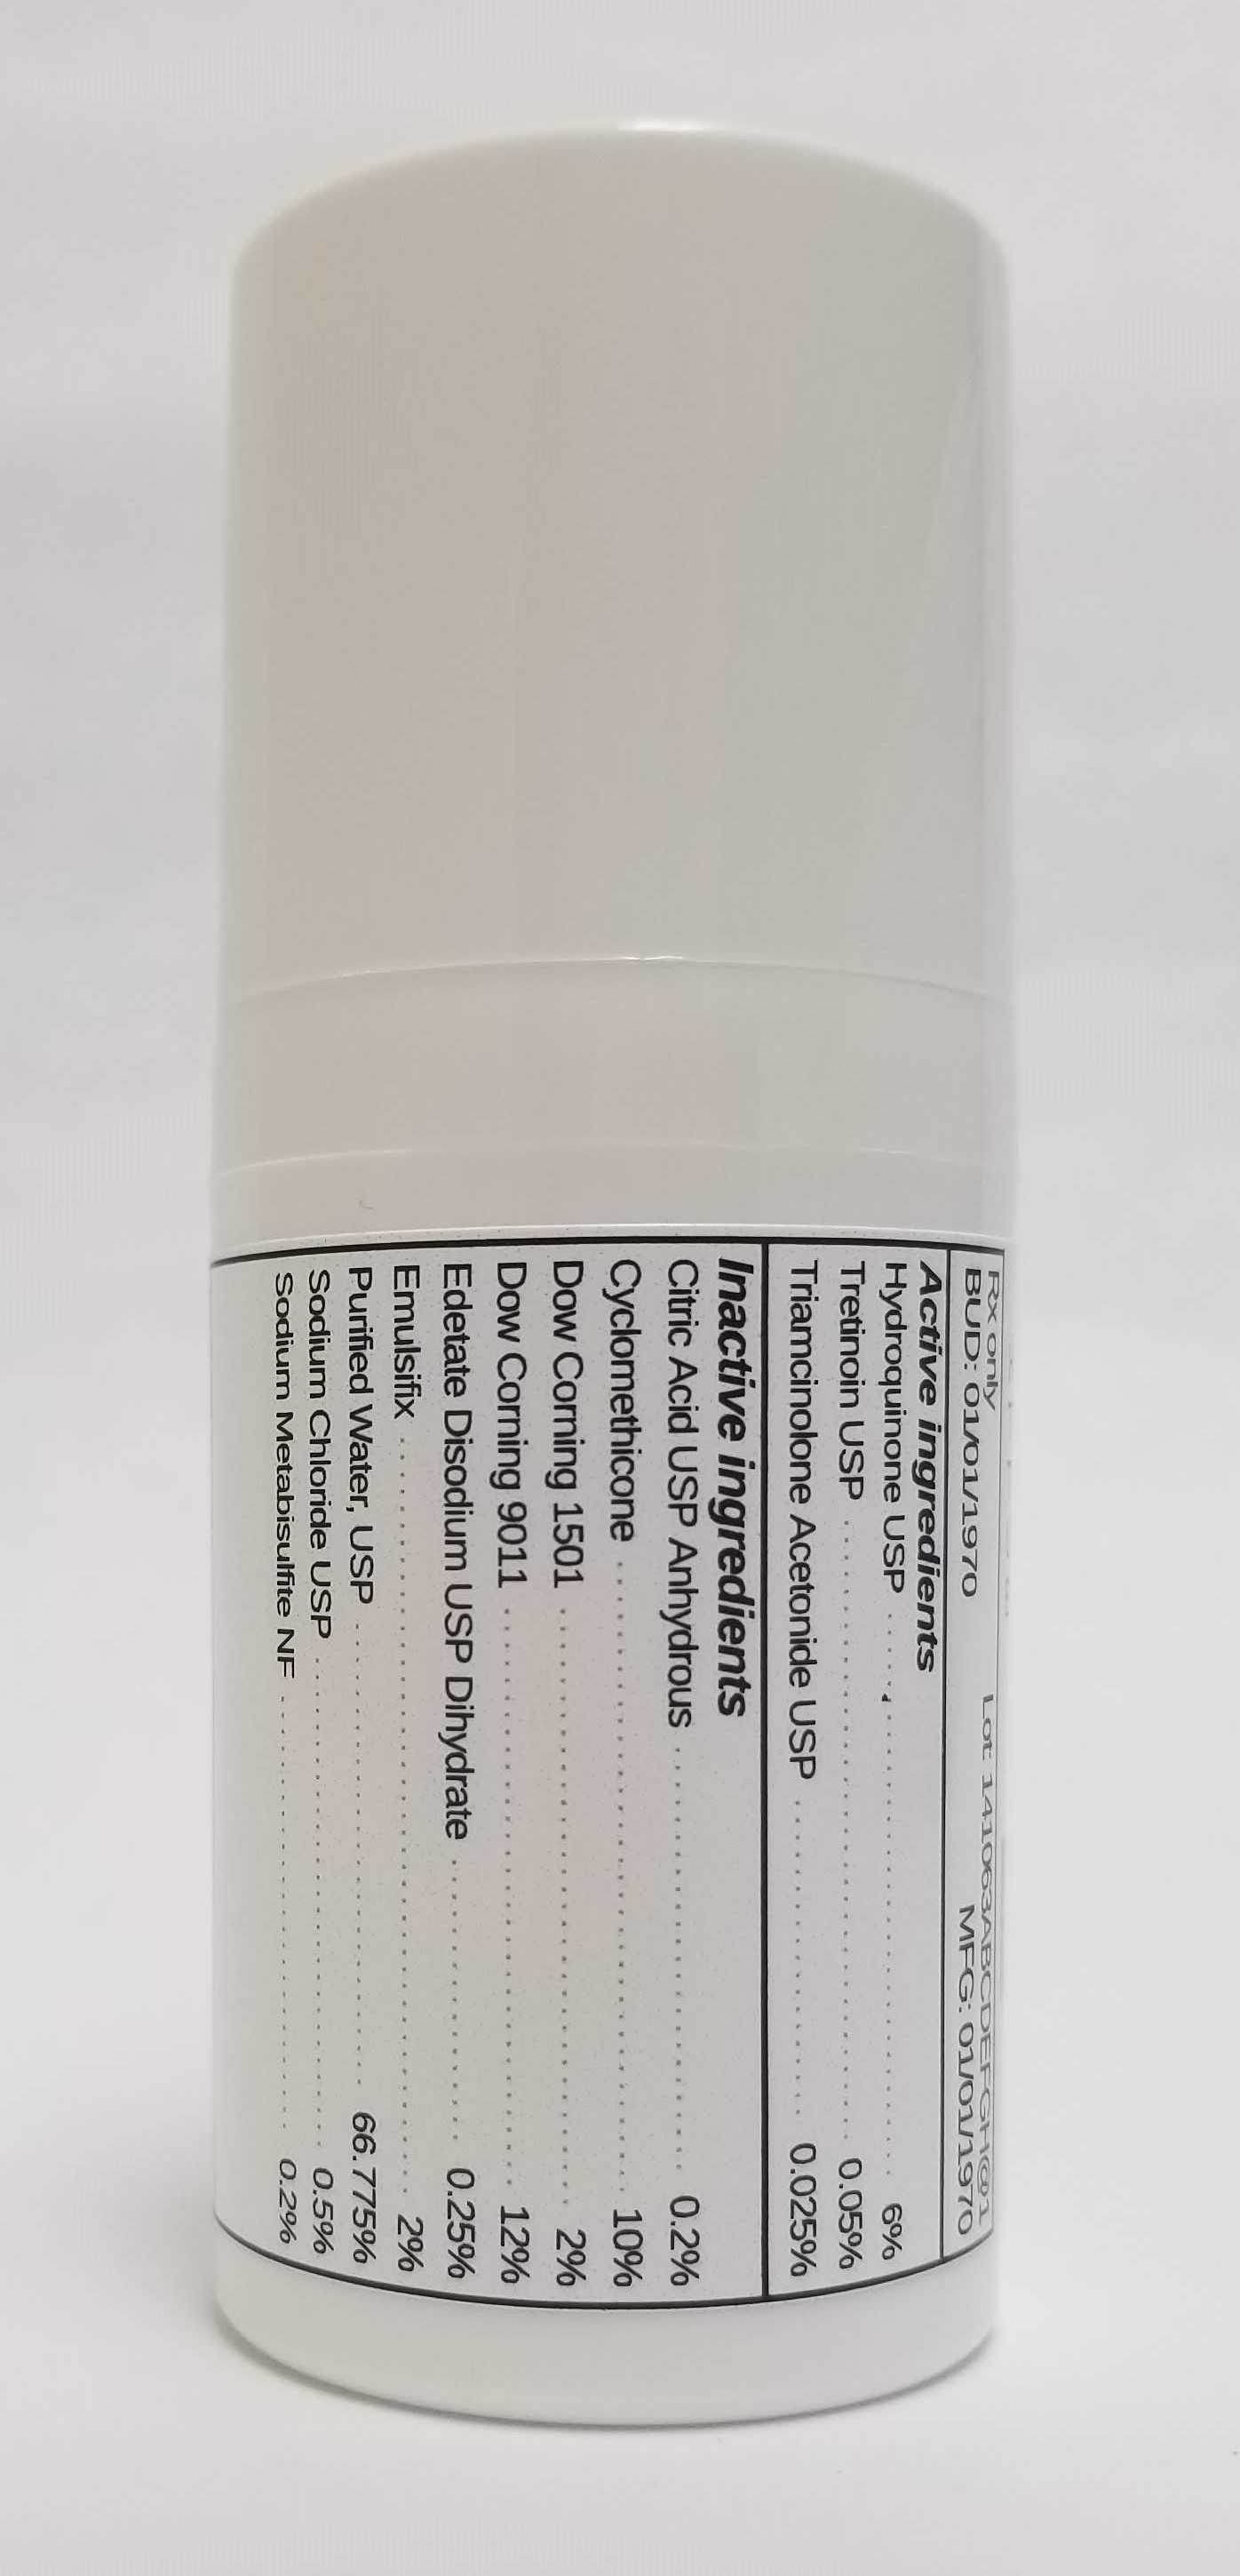 Rx only Lot: 141063ABCDEFGH@1
BUD: 01/01/1970 MFG: 01/01/1970
Active ingredients
Hydroquinone USP 6%
Tretinoin USP 0.05%
Triamcinolone Acetonide USP 0.025%
Inactive ingredients
Citric Acid USP Anhydrous 0.2%
Cyclomethicone 10%
Dow Corning 1501 2%
Dow Corning 9011 12%
Edetate Disodium USP Dihydrate 0.25%
Emulsifix 2%
Purified Water, USP 66.775%
Sodium Chloride USP 0.5%
Sodium Metabisulfite NF 0.2%